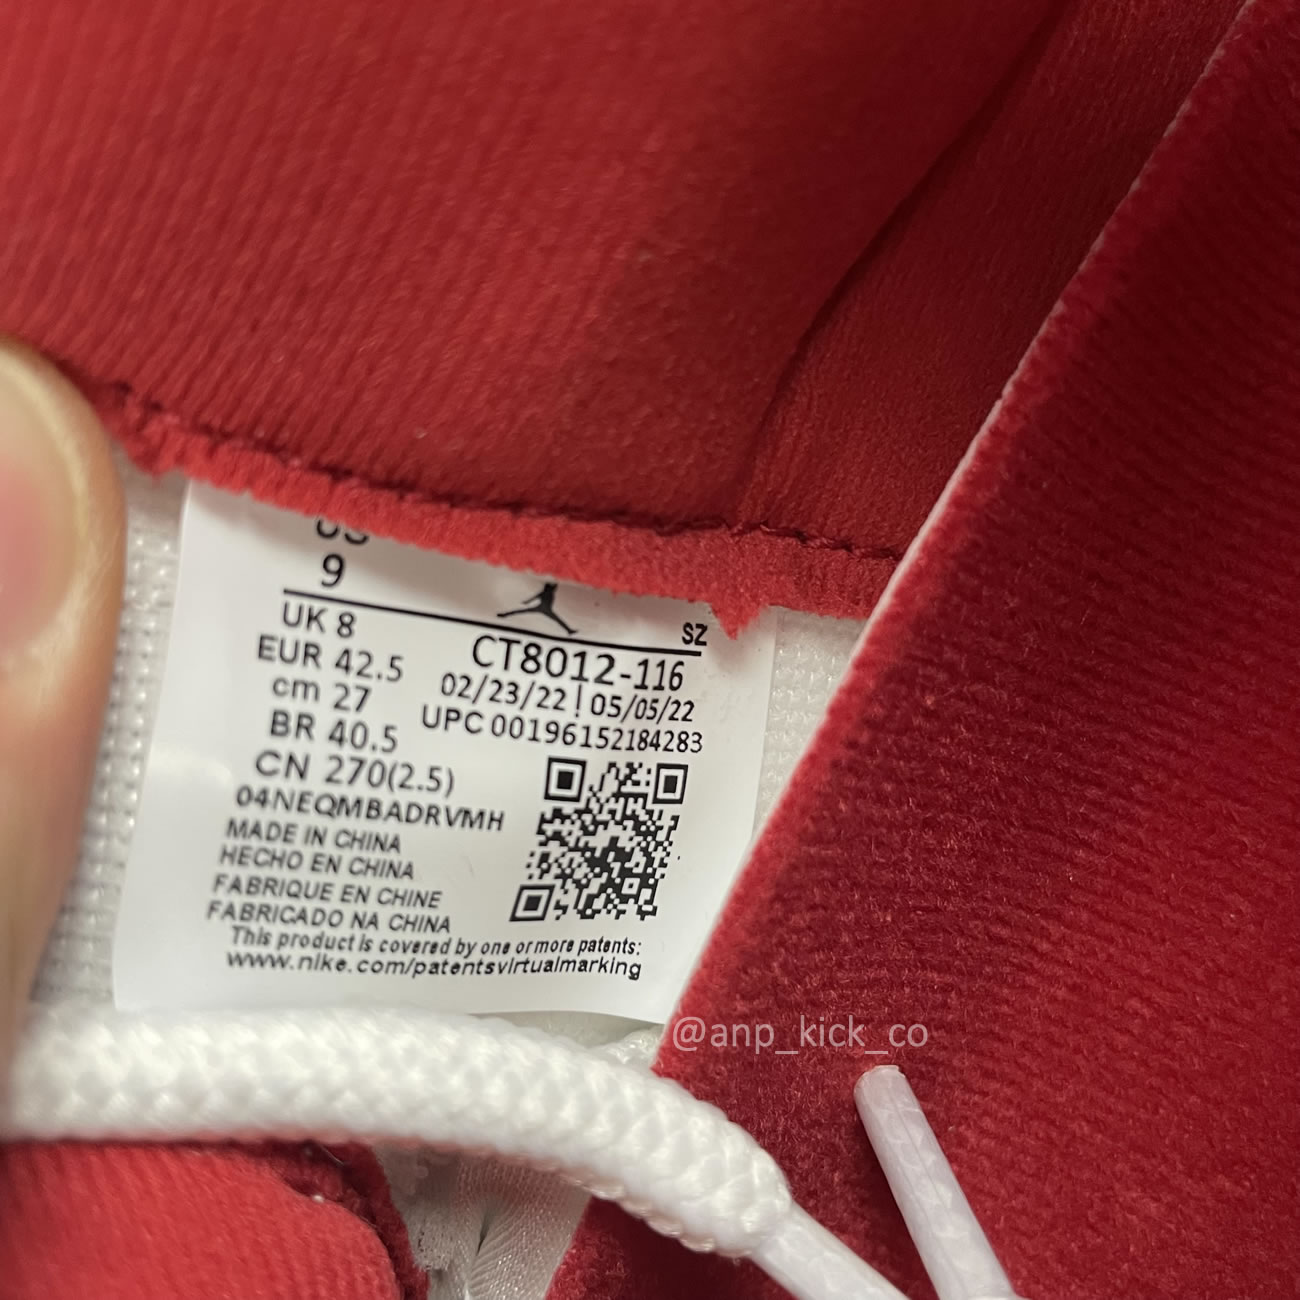 US
9
SZ
UK 8
EUR 42.5
cm 27
BR 40.5
CN 270(2.5)
CT8012-116
02/23/22 | 05/05/22
UPC 00196152184283
04NEQMBADRVMH
MADE IN CHINA
HECHO EN CHINA
FABRIQUE EN CHINE
FABRICADO NA CHINA
This product is covered by one or more patents:
www.nike.com/patentsvirtualmarking
@anp_kick_co